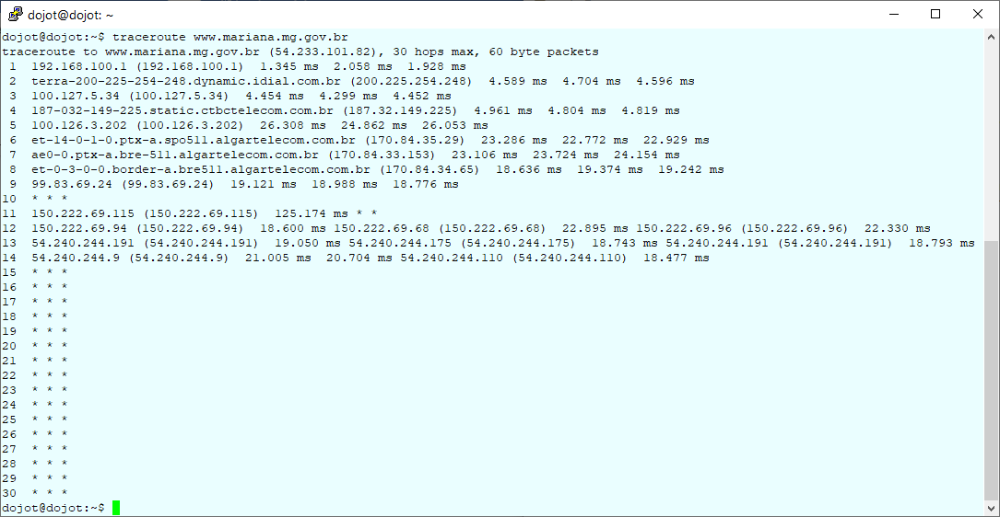 dojot@dojot: ~
dojot@dojot:~$ traceroute www.mariana.mg.gov.br
traceroute to www.mariana.mg.gov.br (54.233.101.82), 30 hops max, 60 byte packets
 1  192.168.100.1 (192.168.100.1)  1.345 ms  2.058 ms  1.928 ms
 2  terra-200-225-254-248.dynamic.idial.com.br (200.225.254.248)  4.589 ms  4.704 ms  4.596 ms
 3  100.127.5.34 (100.127.5.34)  4.454 ms  4.299 ms  4.452 ms
 4  187-032-149-225.static.ctbctelecom.com.br (187.32.149.225)  4.961 ms  4.804 ms  4.819 ms
 5  100.126.3.202 (100.126.3.202)  26.308 ms  24.862 ms  26.053 ms
 6  et-14-0-1-0.ptx-a.spo511.algartelecom.com.br (170.84.35.29)  23.286 ms  22.772 ms  22.929 ms
 7  ae0-0.ptx-a.bre-511.algartelecom.com.br (170.84.33.153)  23.106 ms  23.724 ms  24.154 ms
 8  et-0-3-0-0.border-a.bre511.algartelecom.com.br (170.84.34.65)  18.636 ms  19.374 ms  19.242 ms
 9  99.83.69.24 (99.83.69.24)  19.121 ms  18.988 ms  18.776 ms
10  * * *
11  150.222.69.115 (150.222.69.115)  125.174 ms * *
12  150.222.69.94 (150.222.69.94)  18.600 ms 150.222.69.68 (150.222.69.68)  22.895 ms 150.222.69.96 (150.222.69.96)  22.330 ms
13  54.240.244.191 (54.240.244.191)  19.050 ms 54.240.244.175 (54.240.244.175)  18.743 ms 54.240.244.191 (54.240.244.191)  18.793 ms
14  54.240.244.9 (54.240.244.9)  21.005 ms  20.704 ms 54.240.244.110 (54.240.244.110)  18.477 ms
15  * * *
16  * * *
17  * * *
18  * * *
19  * * *
20  * * *
21  * * *
22  * * *
23  * * *
24  * * *
25  * * *
26  * * *
27  * * *
28  * * *
29  * * *
30  * * *
dojot@dojot:~$